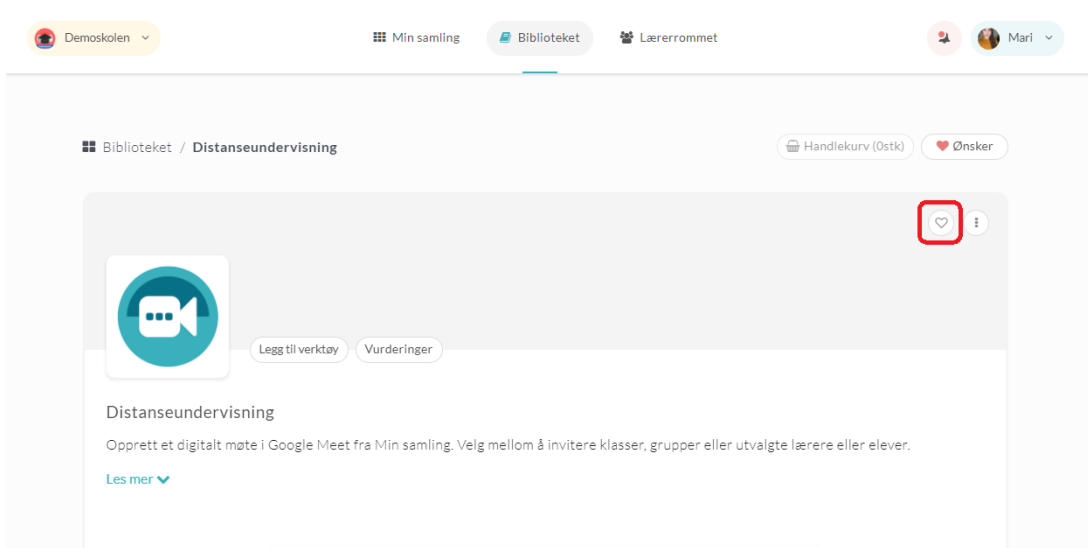 Demoskolen Min samling Biblioteket Lærerrommet Mari
Biblioteket / Distanseundervisning Handlekurv (0stk) Ønsker
Legg til verktøy Vurderinger
Distanseundervisning
Opprett et digitalt møte i Google Meet fra Min samling. Velg mellom å invitere klasser, grupper eller utvalgte lærere eller elever.
Les mer